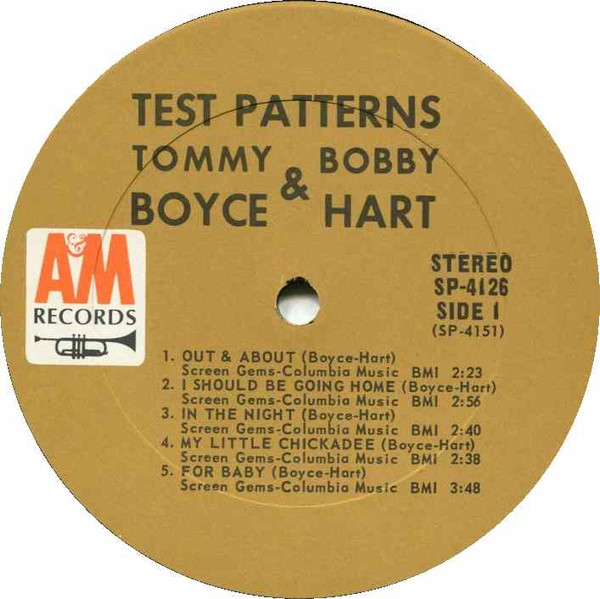 TEST PATTERNS
TOMMY & BOBBY
BOYCE HART
A&M
RECORDS
STEREO
SP-4126
SIDE 1
(SP-4151)
1. OUT & ABOUT (Boyce-Hart)
Screen Gems-Columbia Music BMI 2:23
2. I SHOULD BE GOING HOME (Boyce-Hart)
Screen Gems-Columbia Music BMI 2:56
3. IN THE NIGHT (Boyce-Hart)
Screen Gems-Columbia Music BMI 2:40
4. MY LITTLE CHICKADEE (Boyce-Hart)
Screen Gems-Columbia Music BMI 2:38
5. FOR BABY (Boyce-Hart)
Screen Gems-Columbia Music BMI 3:48